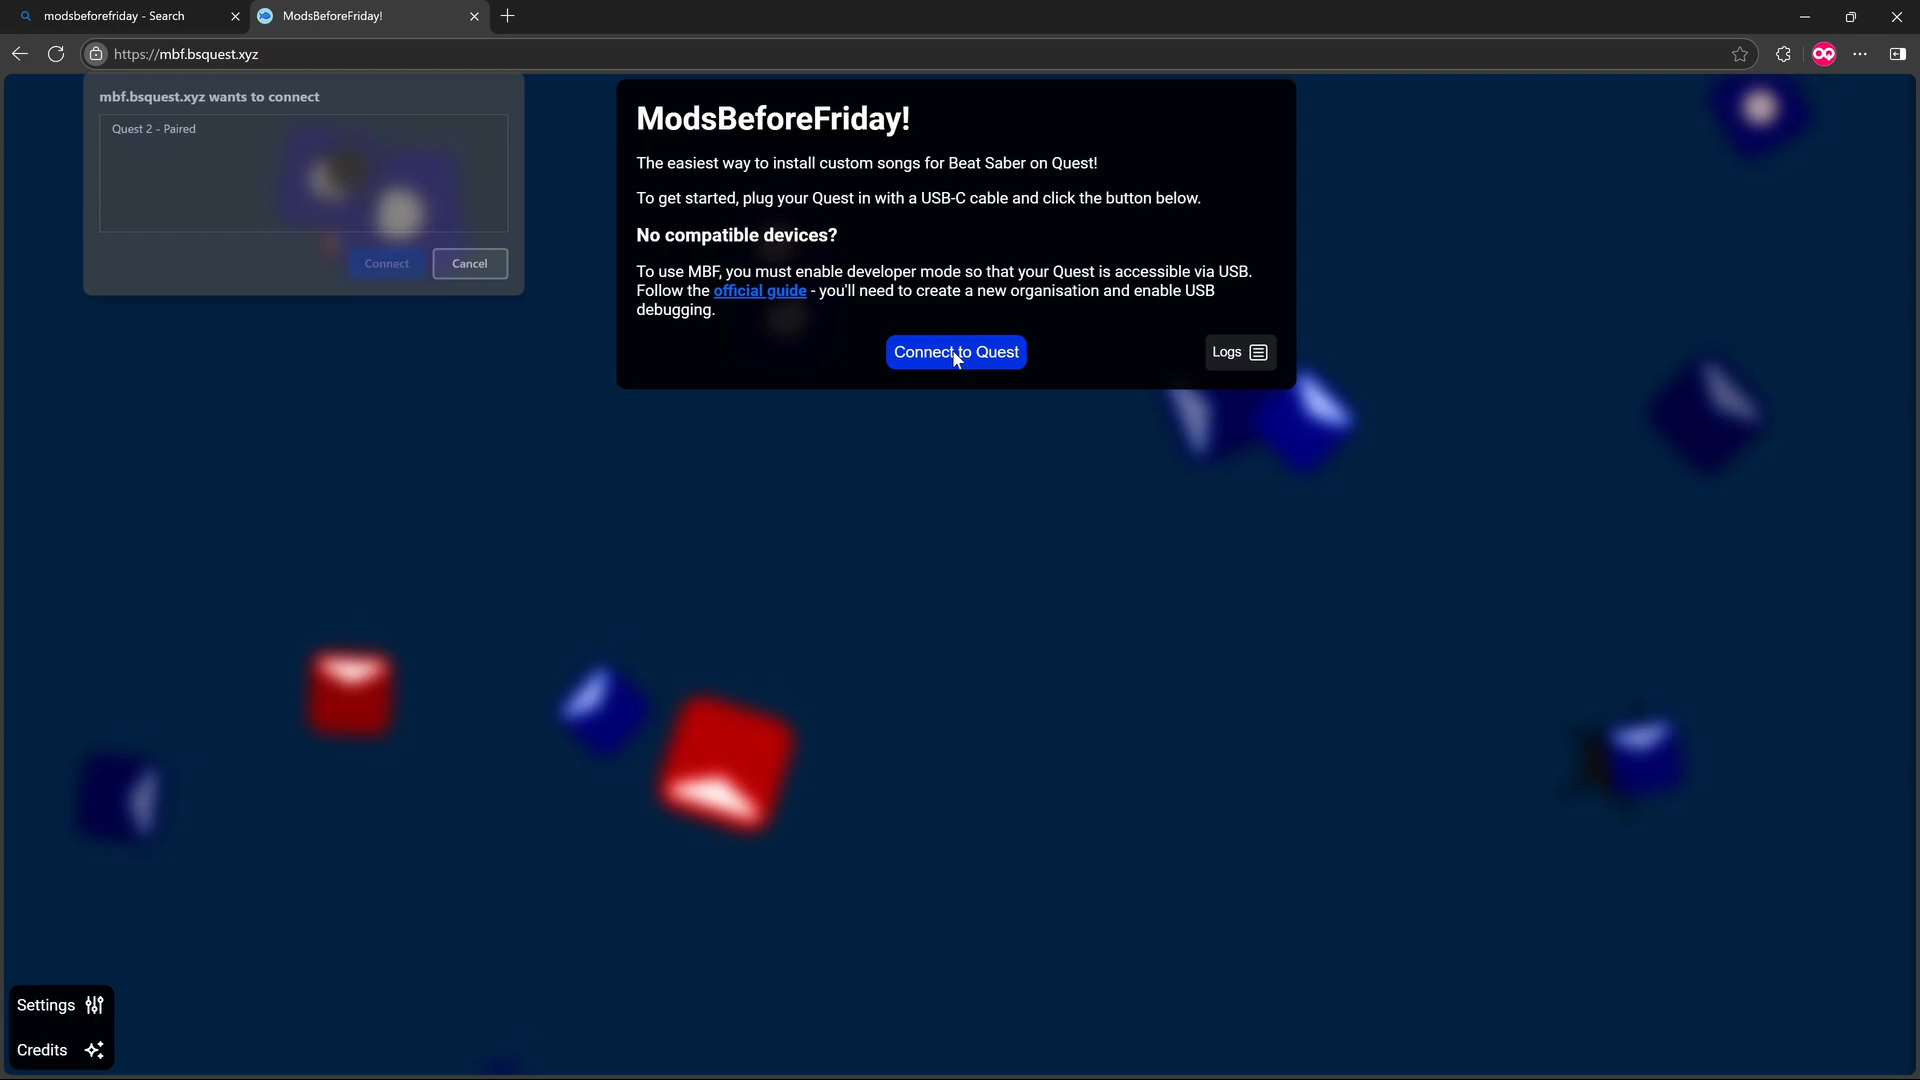 modsbeforefriday - Search
ModsBeforeFriday!
https://mbf.bsquest.xyz
mbf.bsquest.xyz wants to connect
Quest 2 - Paired
Connect
Cancel
ModsBeforeFriday!
The easiest way to install custom songs for Beat Saber on Quest!
To get started, plug your Quest in with a USB-C cable and click the button below.
No compatible devices?
To use MBF, you must enable developer mode so that your Quest is accessible via USB.
Follow the official guide - you'll need to create a new organisation and enable USB
debugging.
Connect to Quest
Logs
Settings
Credits